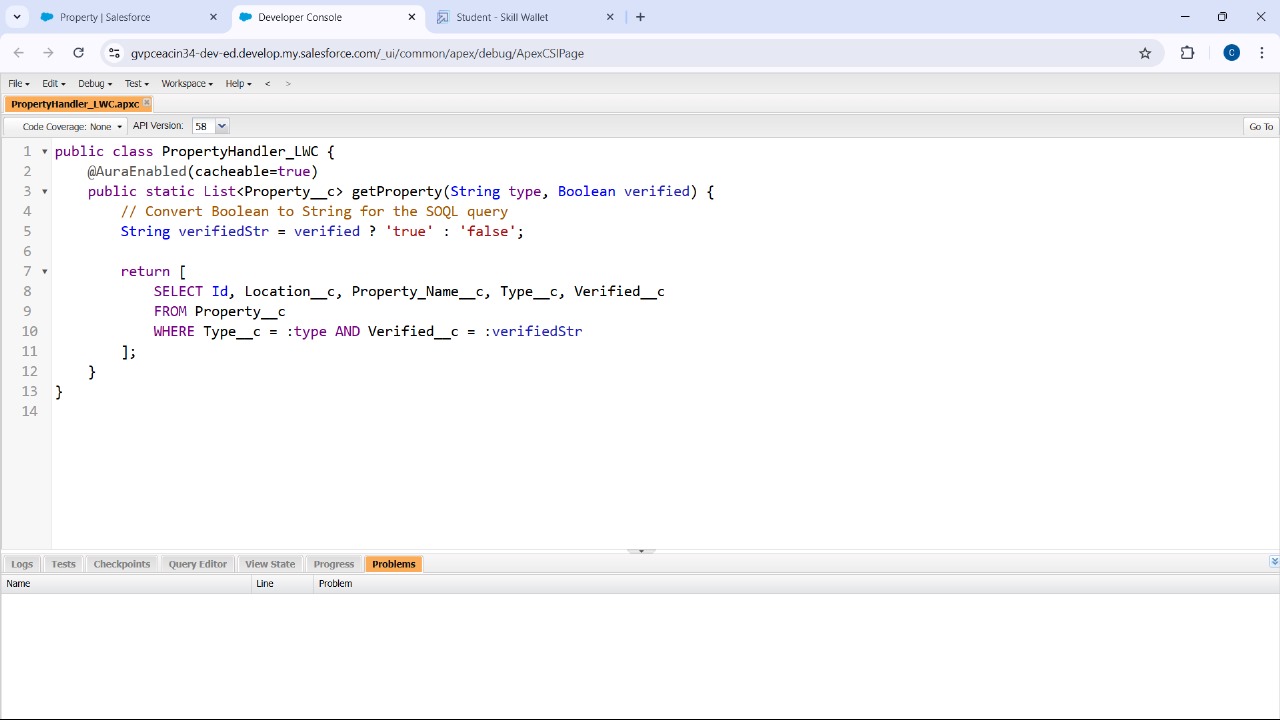 Property | Salesforce
Developer Console
Student - Skill Wallet
gvpceacin34-dev-ed.develop.my.salesforce.com/_ui/common/apex/debug/ApexCSIPage
C
File Edit Debug Test Workspace Help < >
PropertyHandler_LWC.apxc
Code Coverage: None API Version: 58 Go To
1 public class PropertyHandler_LWC {
2 @AuraEnabled(cacheable=true)
3 public static List<Property__c> getProperty(String type, Boolean verified) {
4 // Convert Boolean to String for the SOQL query
5 String verifiedStr = verified ? 'true' : 'false';
6
7 return [
8 SELECT Id, Location__c, Property_Name__c, Type__c, Verified__c
9 FROM Property__c
10 WHERE Type__c = :type AND Verified__c = :verifiedStr
11 ];
12 }
13 }
14
Logs Tests Checkpoints Query Editor View State Progress Problems
Name Line Problem